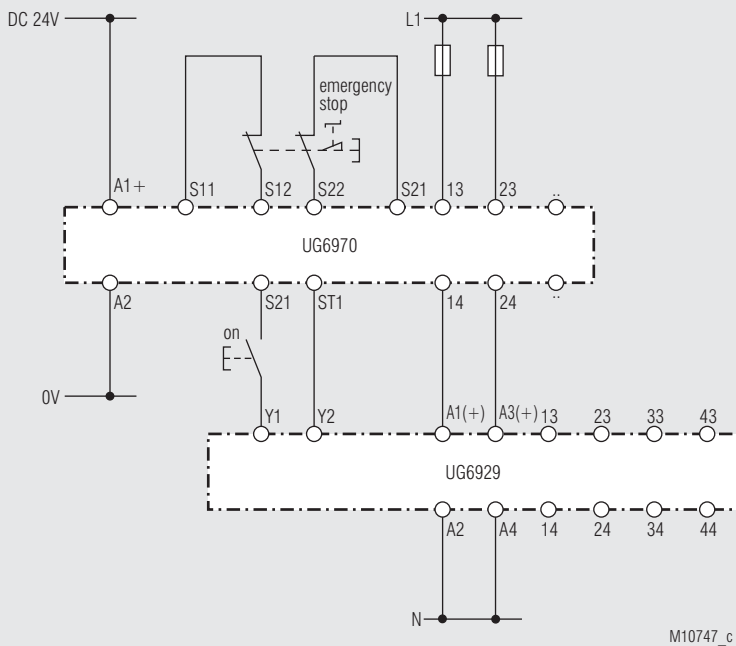 DC 24V
L1
emergency
stop
A1+ S11 S12 S22 S21 13 23 ..
UG6970
A2 S21 ST1 14 24 ..
on
0V
Y1 Y2 A1(+) A3(+) 13 23 33 43
UG6929
A2 A4 14 24 34 44
N
M10747_c